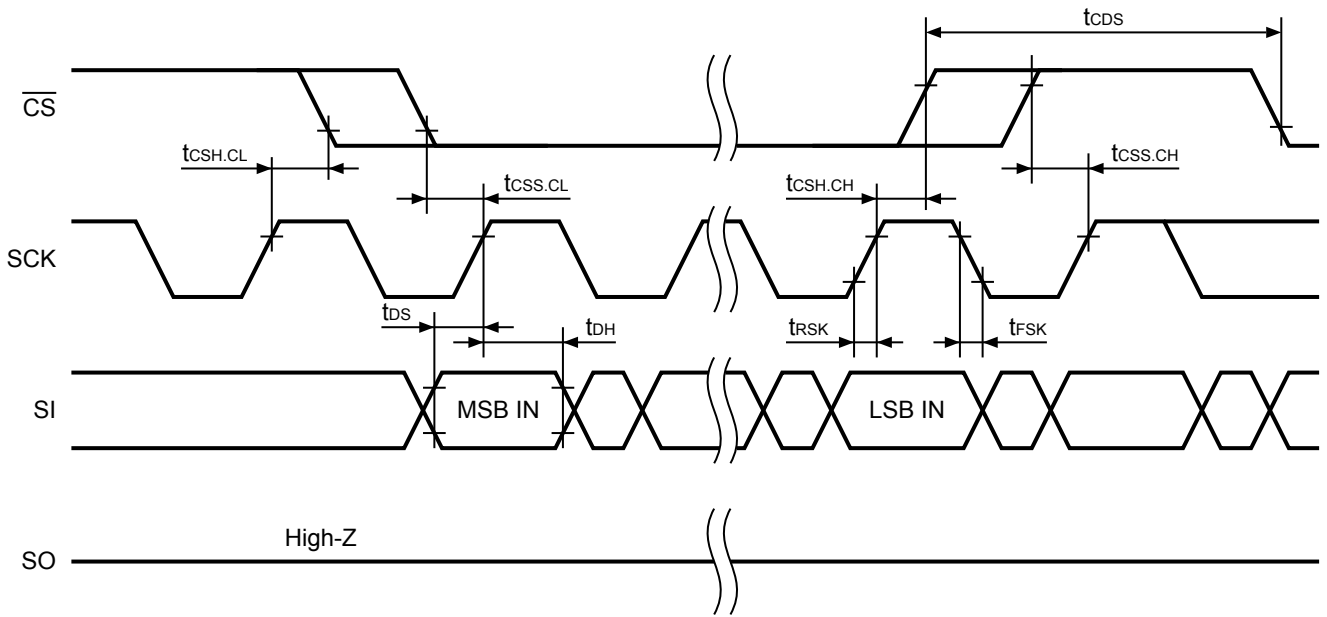 tCDS
CS
tCSH.CL
tCSS.CL
tCSH.CH
tCSS.CH
SCK
tDS
tDH
tRSK
tFSK
SI
MSB IN
LSB IN
High-Z
SO